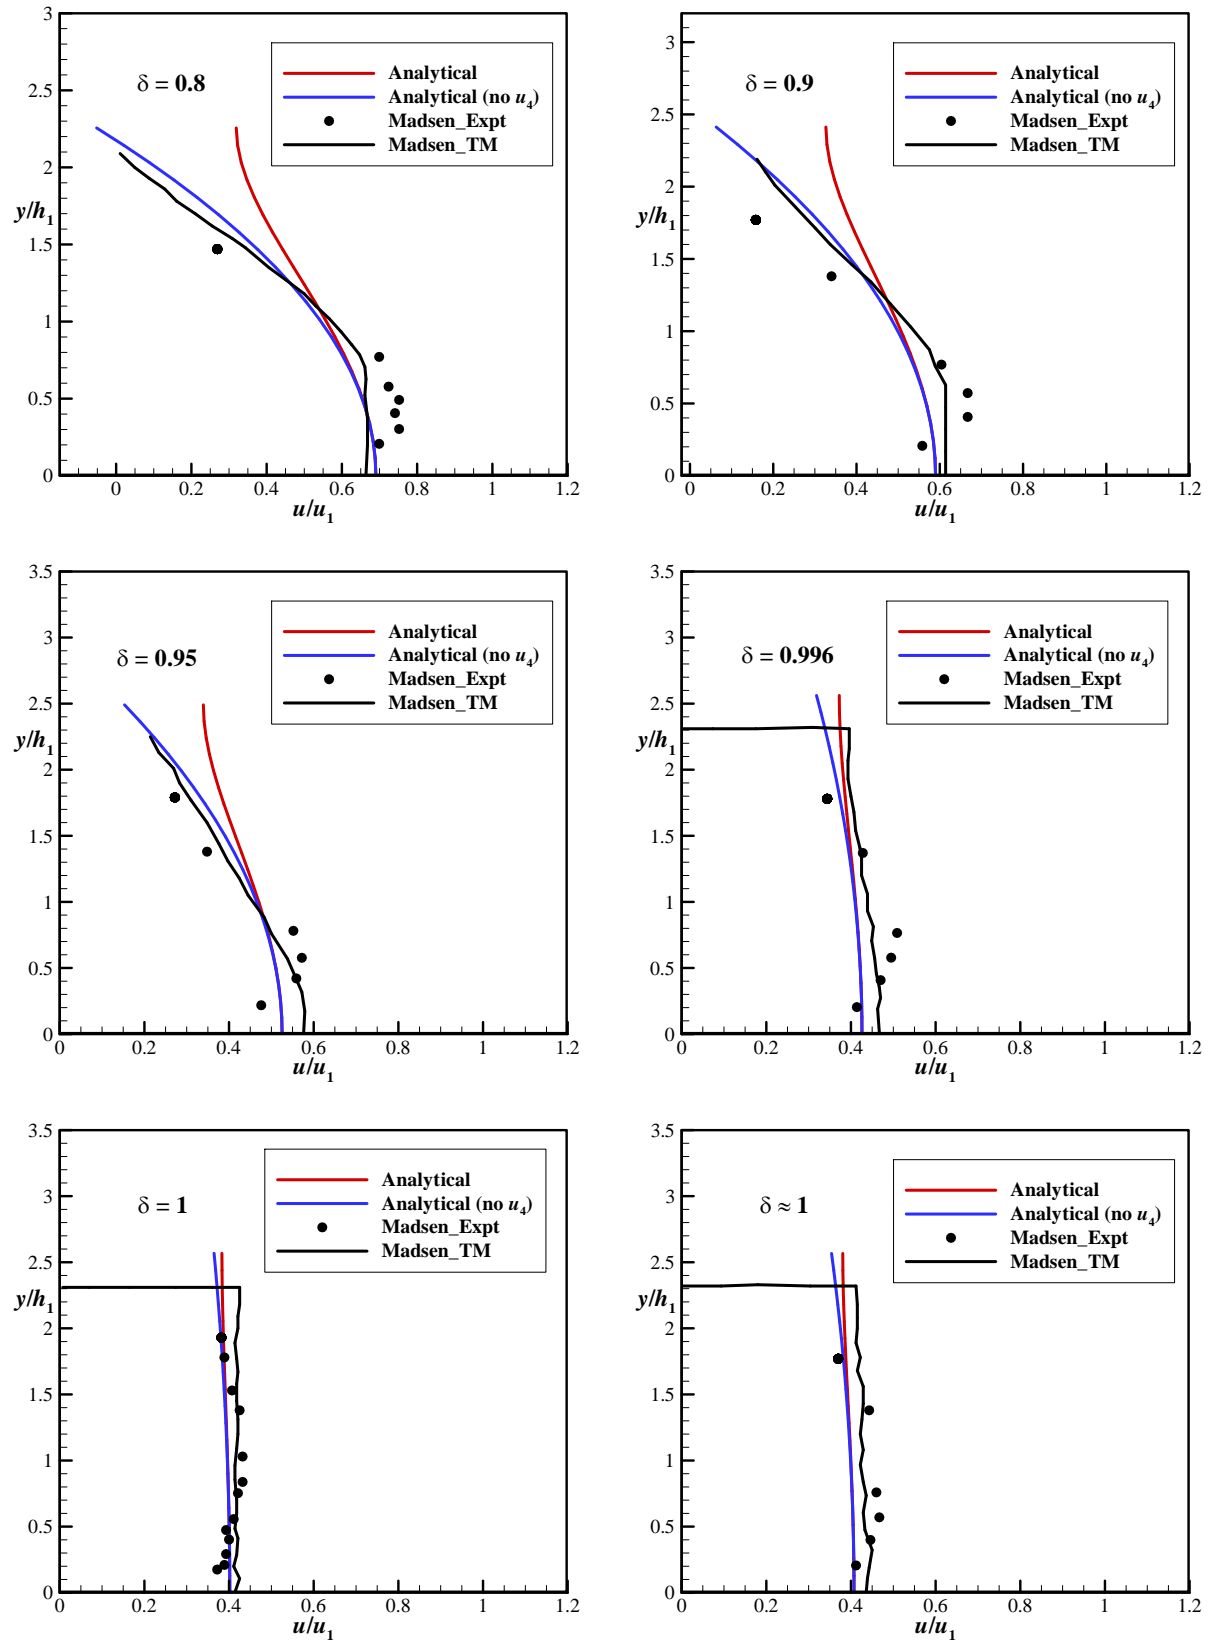 3
2.5
2
y/h₁
1.5
1
0.5
0
0 0.2 0.4 0.6 0.8 1 1.2
u/u₁
δ = 0.8
Analytical
Analytical (no u₄)
Madsen_Expt
Madsen_TM
3
2.5
2
y/h₁
1.5
1
0.5
0
0 0.2 0.4 0.6 0.8 1 1.2
u/u₁
δ = 0.9
Analytical
Analytical (no u₄)
Madsen_Expt
Madsen_TM
3.5
3
2.5
y/h₁
2
1.5
1
0.5
0
0 0.2 0.4 0.6 0.8 1 1.2
u/u₁
δ = 0.95
Analytical
Analytical (no u₄)
Madsen_Expt
Madsen_TM
3.5
3
2.5
y/h₁
2
1.5
1
0.5
0
0 0.2 0.4 0.6 0.8 1 1.2
u/u₁
δ = 0.996
Analytical
Analytical (no u₄)
Madsen_Expt
Madsen_TM
3.5
3
2.5
y/h₁
2
1.5
1
0.5
0
0 0.2 0.4 0.6 0.8 1 1.2
u/u₁
δ = 1
Analytical
Analytical (no u₄)
Madsen_Expt
Madsen_TM
3.5
3
2.5
y/h₁
2
1.5
1
0.5
0
0 0.2 0.4 0.6 0.8 1 1.2
u/u₁
δ ≈ 1
Analytical
Analytical (no u₄)
Madsen_Expt
Madsen_TM